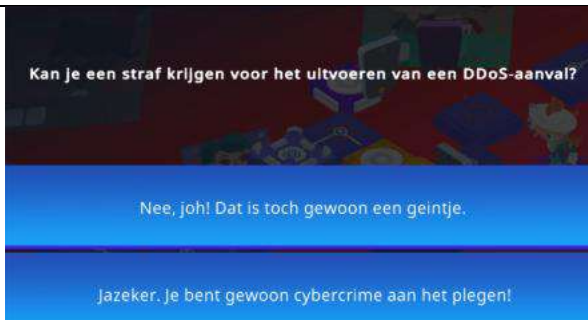 Kan je een straf krijgen voor het uitvoeren van een DDoS-aanval?
Nee, joh! Dat is toch gewoon een geintje.
Jazeker. Je bent gewoon cybercrime aan het plegen!